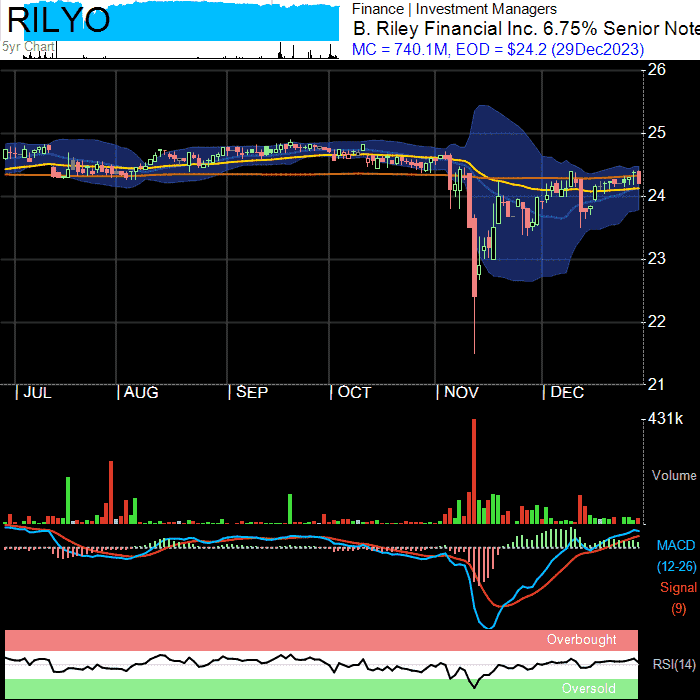 RILYO
5yr Chart
Finance | Investment Managers
B. Riley Financial Inc. 6.75% Senior Note
MC = 740.1M, EOD = $24.2 (29Dec2023)
26
25
24
23
22
21
JUL AUG SEP OCT NOV DEC
431k
Volume
MACD
(12-26)
Signal
(9)
Overbought
RSI(14)
Oversold